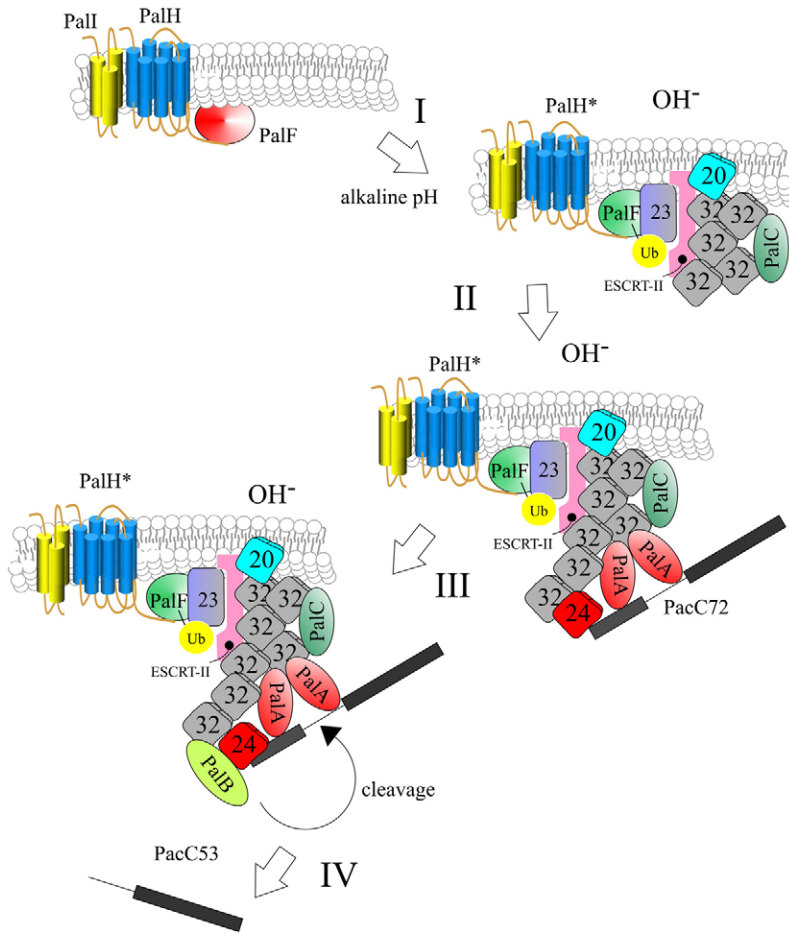 PalI
PalH
PalF
I
alkaline pH
PalH*
OH-
20
PalF
23
32
32
32
32
32
PalC
Ub
ESCRT-II
II
PalH*
OH-
20
PalF
23
32
32
32
32
32
32
32
PalC
Ub
ESCRT-II
PalA
PalA
24
PacC72
III
PalH*
OH-
20
PalF
23
32
32
32
32
32
32
32
PalC
Ub
ESCRT-II
PalA
PalA
24
PalB
cleavage
PacC53
IV